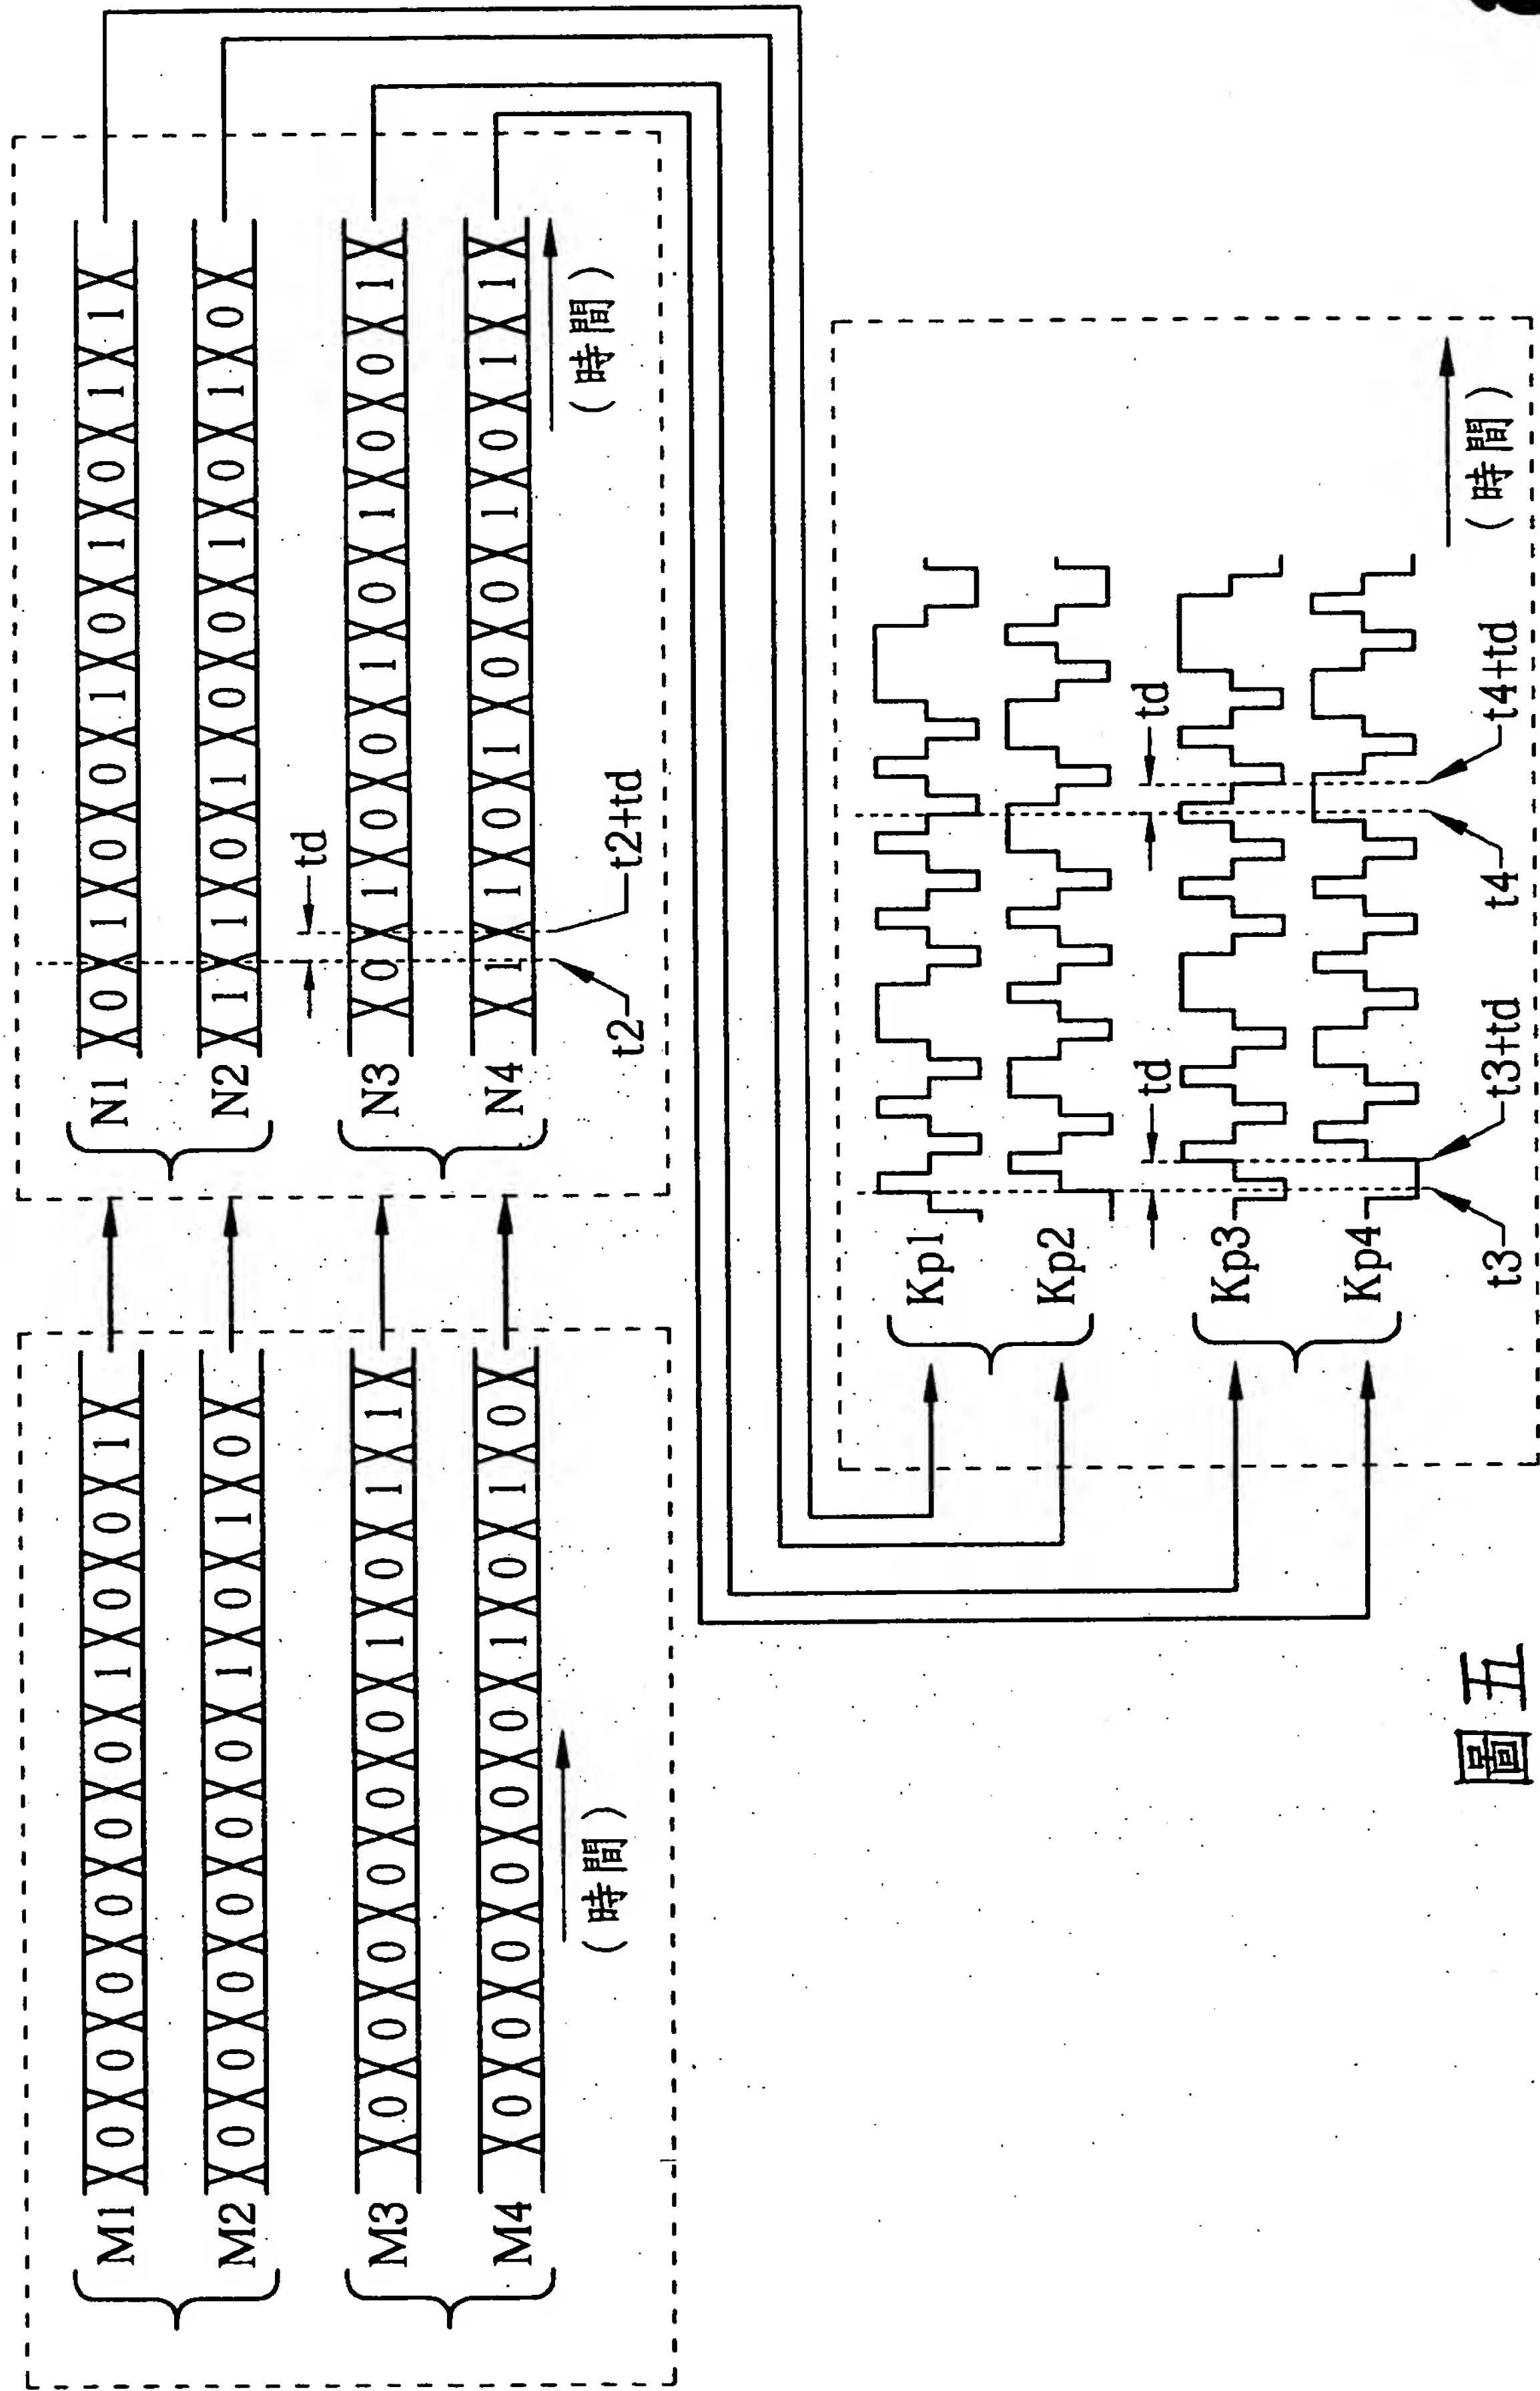 M1 0 0 0 0 0 0 1 0 0 1
M2 0 0 0 0 0 0 1 0 1 0
M3 0 0 0 0 0 0 1 0 1 1
M4 0 0 0 0 0 0 1 0 1 0
(時間)
N1 0 1 0 0 1 0 1 0 1 1
N2 1 1 0 1 0 0 1 0 1 0
td
N3 0 1 0 0 1 0 1 0 0 1
N4 1 1 0 1 0 0 1 0 1 1
t2
t2+td
(時間)
Kp1
Kp2
td
td
Kp3
Kp4
t3
t3+td
t4
t4+td
(時間)
圖五